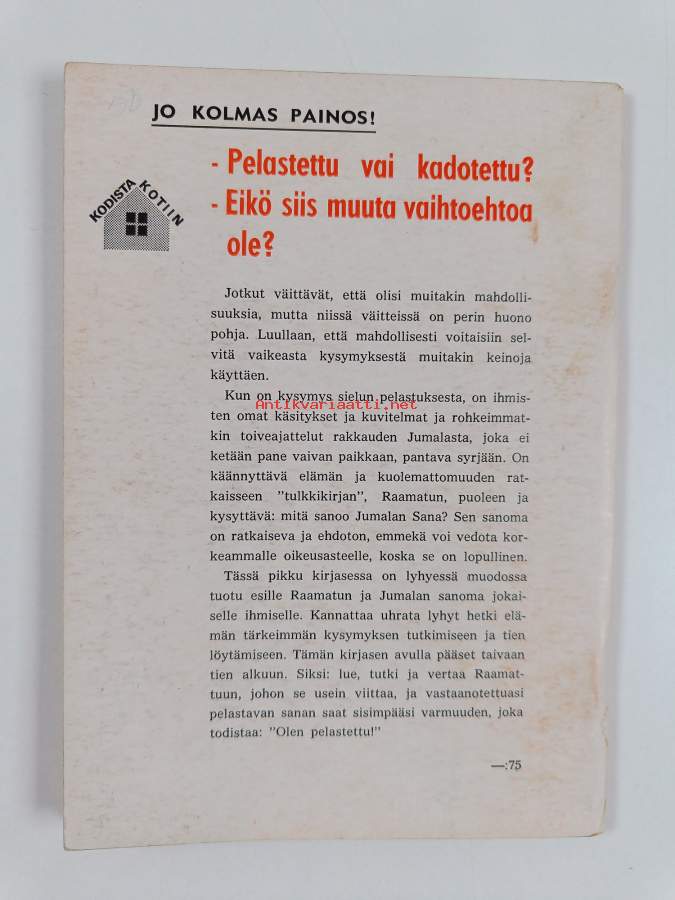 JO KOLMAS PAINOS!
- Pelastettu vai kadotettu?
KODISTA KOTIIN
- Eikö siis muuta vaihtoehtoa
ole?
Jotkut väittävät, että olisi muitakin mahdolli-
suuksia, mutta niissä väitteissä on perin huono
pohja. Luullaan, että mahdollisesti voitaisiin sel-
vitä vaikeasta kysymyksestä muitakin keinoja
käyttäen.
Kun on kysymys sielun pelastuksesta, on ihmis-
Antikvariaatti.net
ten omat käsitykset ja kuvitelmat ja rohkeimmat-
kin toiveajattelut rakkauden Jumalasta, joka ei
ketään pane vaivan paikkaan, pantava syrjään. On
käännyttävä elämän ja kuolemattomuuden rat-
kaisseen "tulkkikirjan", Raamatun, puoleen ja
kysyttävä: mitä sanoo Jumalan Sana? Sen sanoma
on ratkaiseva ja ehdoton, emmekä voi vedota kor-
keammalle oikeusasteelle, koska se on lopullinen.
Tässä pikku kirjasessa on lyhyessä muodossa
tuotu esille Raamatun ja Jumalan sanoma jokai-
selle ihmiselle. Kannattaa uhrata lyhyt hetki elä-
män tärkeimmän kysymyksen tutkimiseen ja tien
löytämiseen. Tämän kirjasen avulla pääset taivaan
tien alkuun. Siksi: lue, tutki ja vertaa Raamat-
tuun, johon se usein viittaa, ja vastaanotettuasi
pelastavan sanan saat sisimpääsi varmuuden, joka
todistaa: "Olen pelastettu!"
—:75